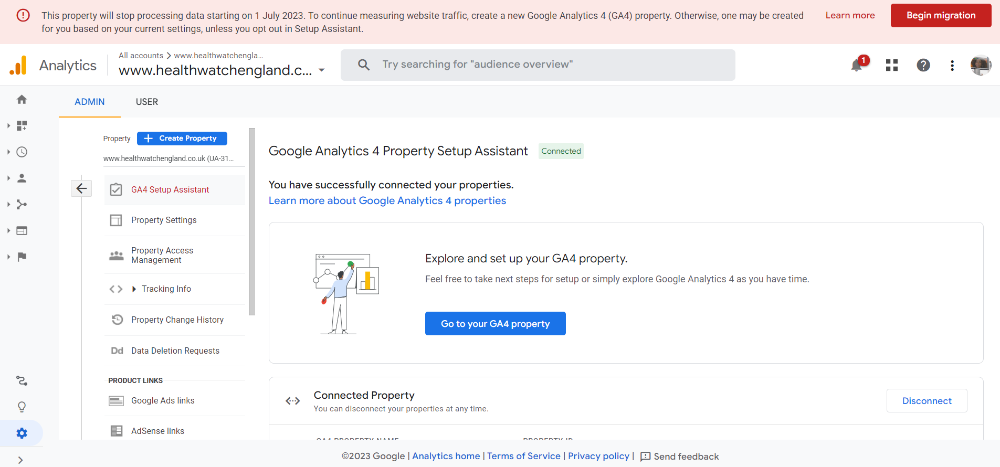 This property will stop processing data starting on 1 July 2023. To continue measuring website traffic, create a new Google Analytics 4 (GA4) property. Otherwise, one may be created
for you based on your current settings, unless you opt out in Setup Assistant.
Learn more
Begin migration
Analytics
All accounts > www.healthwatchengla...
www.healthwatchengland.c...
Try searching for "audience overview"
1
ADMIN
USER
Property
Create Property
www.healthwatchengland.co.uk (UA-31...
GA4 Setup Assistant
Property Settings
Property Access
Management
Tracking Info
Property Change History
Dd Data Deletion Requests
PRODUCT LINKS
Google Ads links
AdSense links
Google Analytics 4 Property Setup Assistant
Connected
You have successfully connected your properties.
Learn more about Google Analytics 4 properties
Explore and set up your GA4 property.
Feel free to take next steps for setup or simply explore Google Analytics 4 as you have time.
Go to your GA4 property
Connected Property
You can disconnect your properties at any time.
Disconnect
GA4 PROPERTY NAME
PROPERTY ID
©2023 Google | Analytics home | Terms of Service | Privacy policy | Send feedback